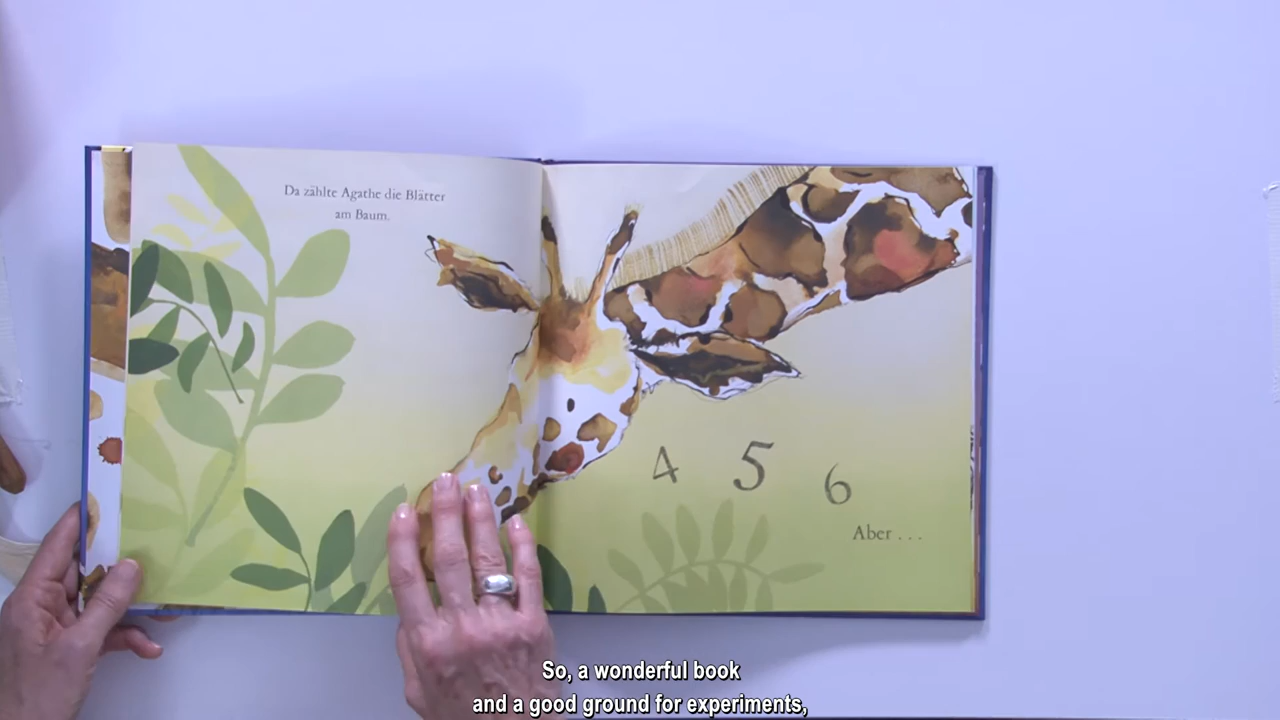 Da zählte Agathe die Blätter
am Baum.
4 5 6
Aber . . .
So, a wonderful book
and a good ground for experiments,